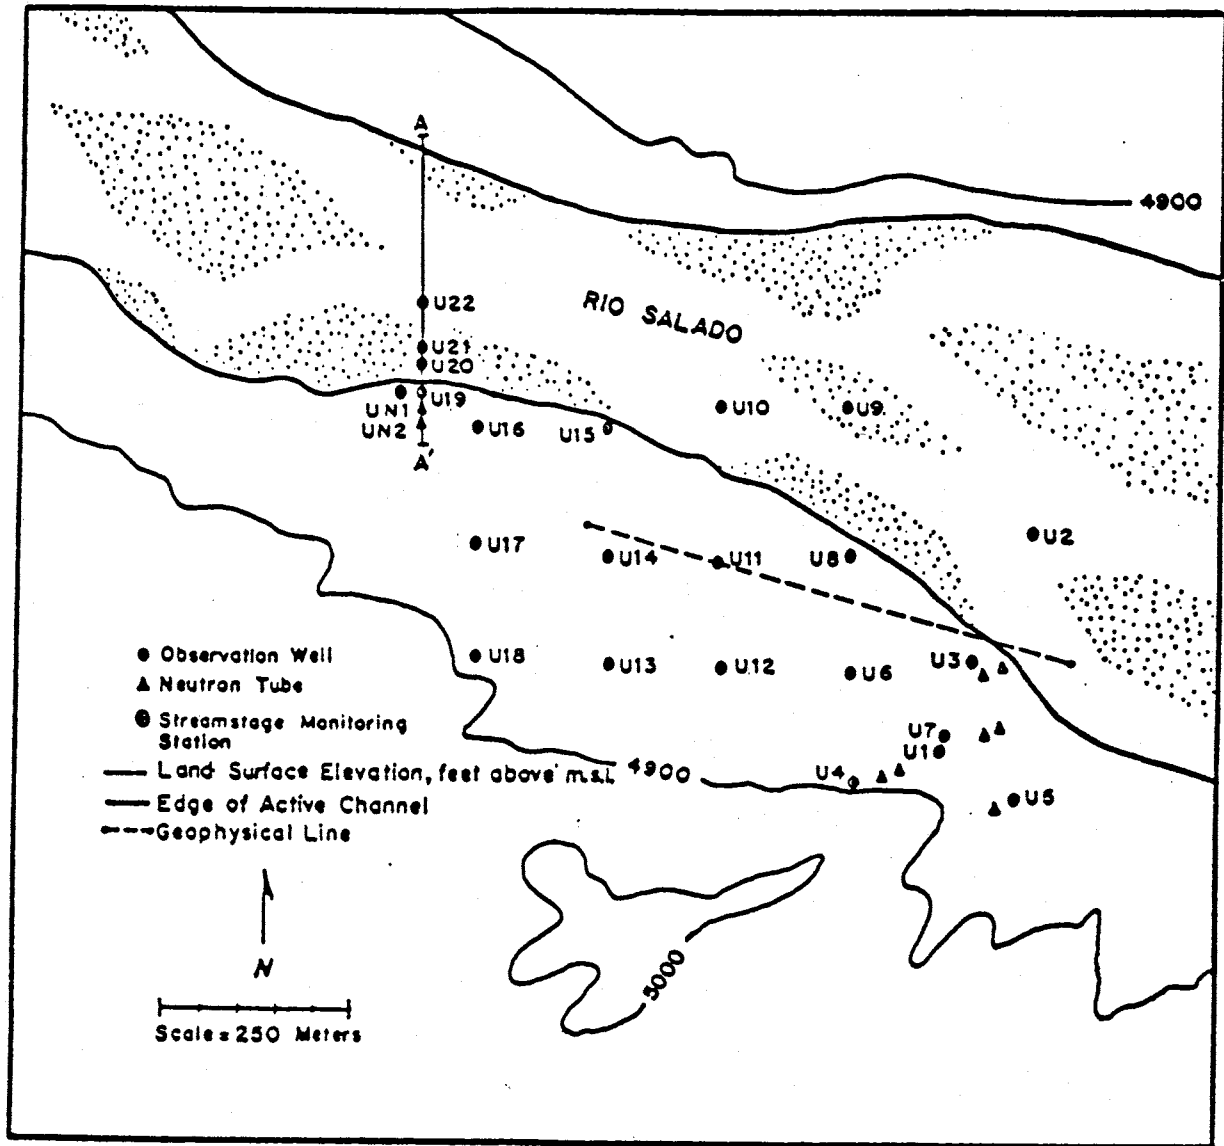 A
4900
U22
RIO SALADO
U21
U20
U19
UN1
UN2
U16
U15
U10
U9
A'
U17
U14
U11
U8
U2
U18
U13
U12
U6
U3
U7
U1
U4
U5
Observation Well
Neutron Tube
Streamstage Monitoring
Station
Land Surface Elevation, feet above m.s.l.
4900
Edge of Active Channel
Geophysical Line
N
5000
Scale = 250 Meters